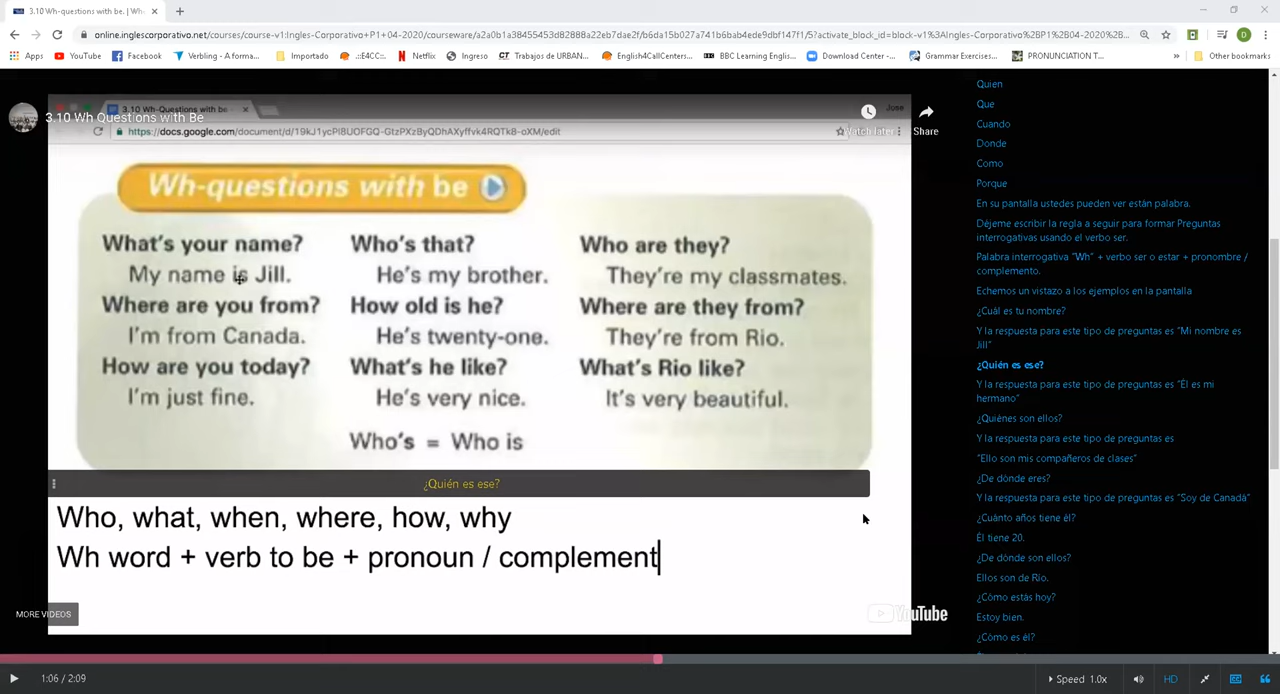 3.10 Wh-questions with be. | Wh-
online.inglescorporativo.net/courses/course-v1:Ingles-Corporativo+P1+04-2020/courseware/a2a0b1a38455453d82888a22eb7dae2f/b6da15b027a741b6bab4ede9dbf147f1/5?activate_block_id=block-v1%3AIngles-Corporativo%2BP1%2B04-2020%2B...
D
Apps YouTube Facebook Verbling - A forma... Importado .::E4CC::. Netflix Ingreso Trabajos de URBAN... English4CallCenters... BBC Learning Englis... Download Center -... Grammar Exercises... PRONUNCIATION T... » Other bookmarks
3.10 Wh-Questions with be -
Jose
3.10 Wh Questions with Be
https://docs.google.com/document/d/19kJ1ycPl8UOFGQ-GtzPXzByQDhAXyffvk4RQTkB-oXM/edit
Watch later
Share
Wh-questions with be
What's your name?
My name is Jill.
Where are you from?
I'm from Canada.
How are you today?
I'm just fine.
Who's that?
He's my brother.
How old is he?
He's twenty-one.
What's he like?
He's very nice.
Who's = Who is
Who are they?
They're my classmates.
Where are they from?
They're from Rio.
What's Rio like?
It's very beautiful.
¿Quién es ese?
Who, what, when, where, how, why
Wh word + verb to be + pronoun / complement
MORE VIDEOS
YouTube
Quien
Que
Cuando
Donde
Como
Porque
En su pantalla ustedes pueden ver están palabra.
Déjeme escribir la regla a seguir para formar Preguntas
interrogativas usando el verbo ser.
Palabra interrogativa "Wh" + verbo ser o estar + pronombre /
complemento.
Echemos un vistazo a los ejemplos en la pantalla
¿Cuál es tu nombre?
Y la respuesta para este tipo de preguntas es "Mi nombre es
Jill"
¿Quién es ese?
Y la respuesta para este tipo de preguntas es "Él es mi
hermano"
¿Quiénes son ellos?
Y la respuesta para este tipo de preguntas es
"Ello son mis compañeros de clases"
¿De dónde eres?
Y la respuesta para este tipo de preguntas es "Soy de Canadá"
¿Cuánto años tiene él?
Él tiene 20.
¿De dónde son ellos?
Ellos son de Río.
¿Cómo estás hoy?
Estoy bien.
¿Cómo es él?
1:06 / 2:09
Speed 1.0x
HD
CC